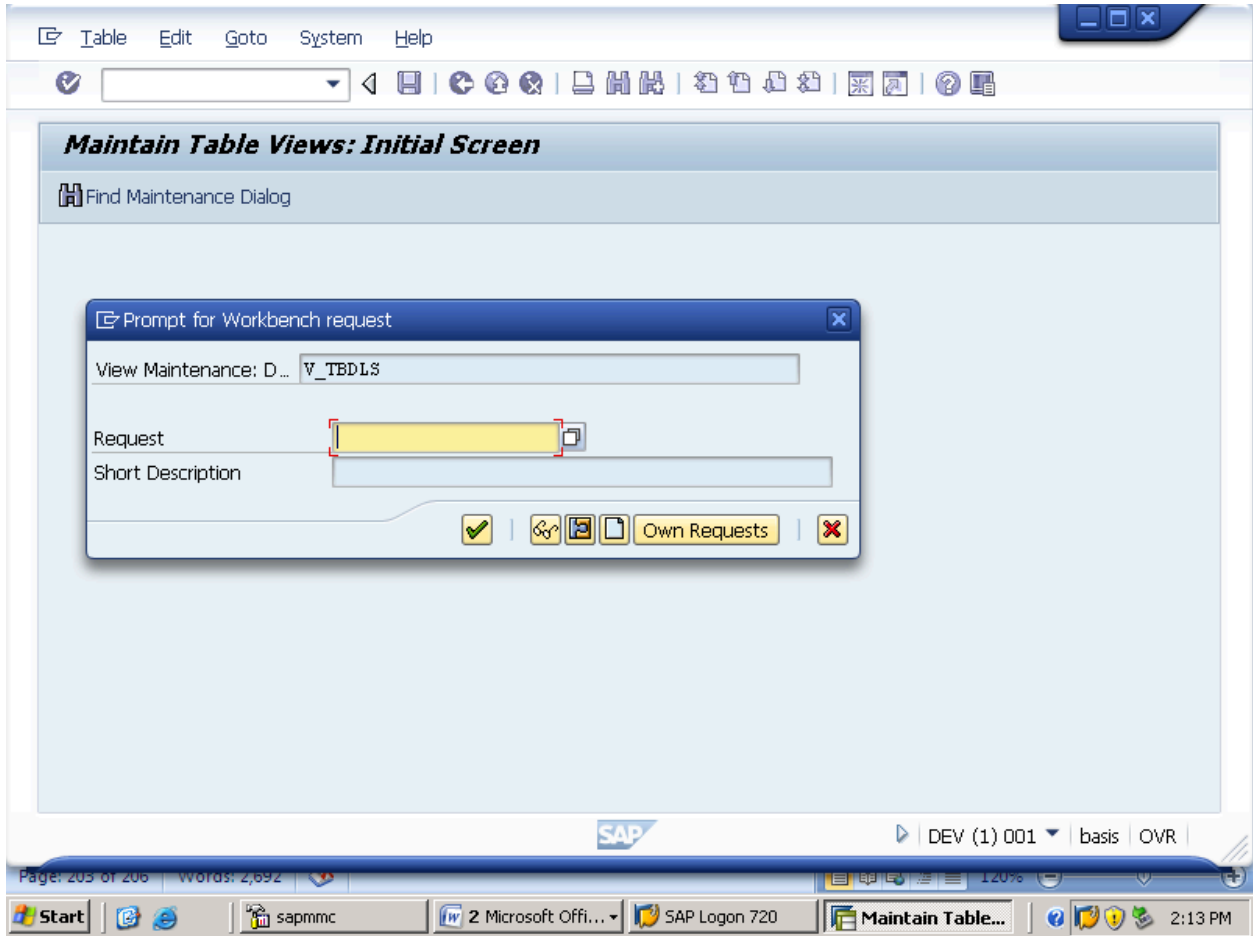 Table Edit Goto System Help
Maintain Table Views: Initial Screen
Find Maintenance Dialog
Prompt for Workbench request
View Maintenance: D... V_TBDLS
Request
Short Description
Own Requests
SAP
DEV (1) 001 basis OVR
Page: 203 of 206 Words: 2,692 120%
Start sapmmc 2 Microsoft Offi... SAP Logon 720 Maintain Table... 2:13 PM